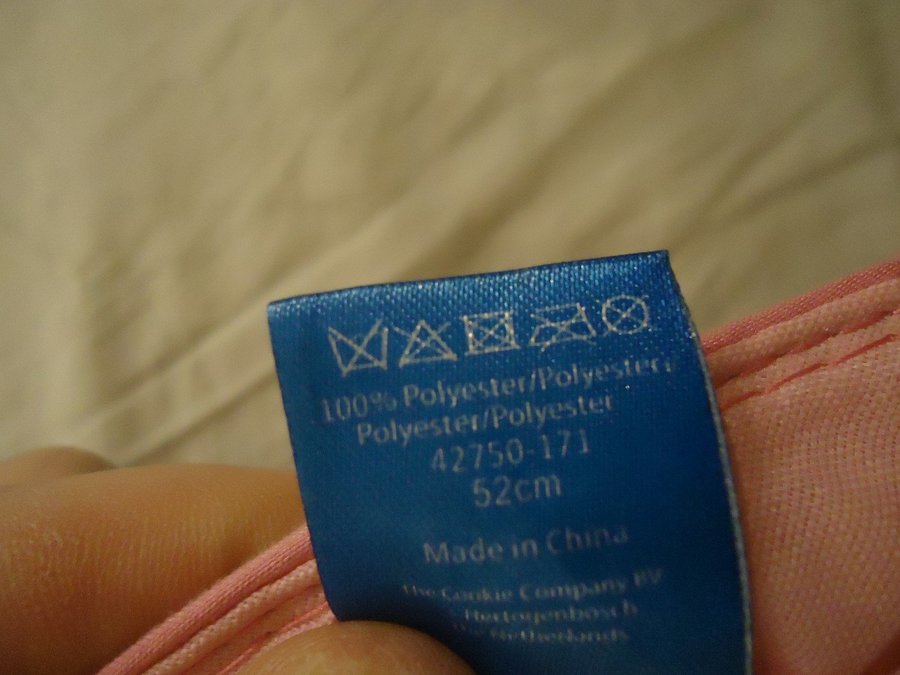 100% Polyester/Polyester/
Polyester/Polyester
42750-171
52cm
Made in China
The Cookie Company BV
Hertogenbosch
The Netherlands